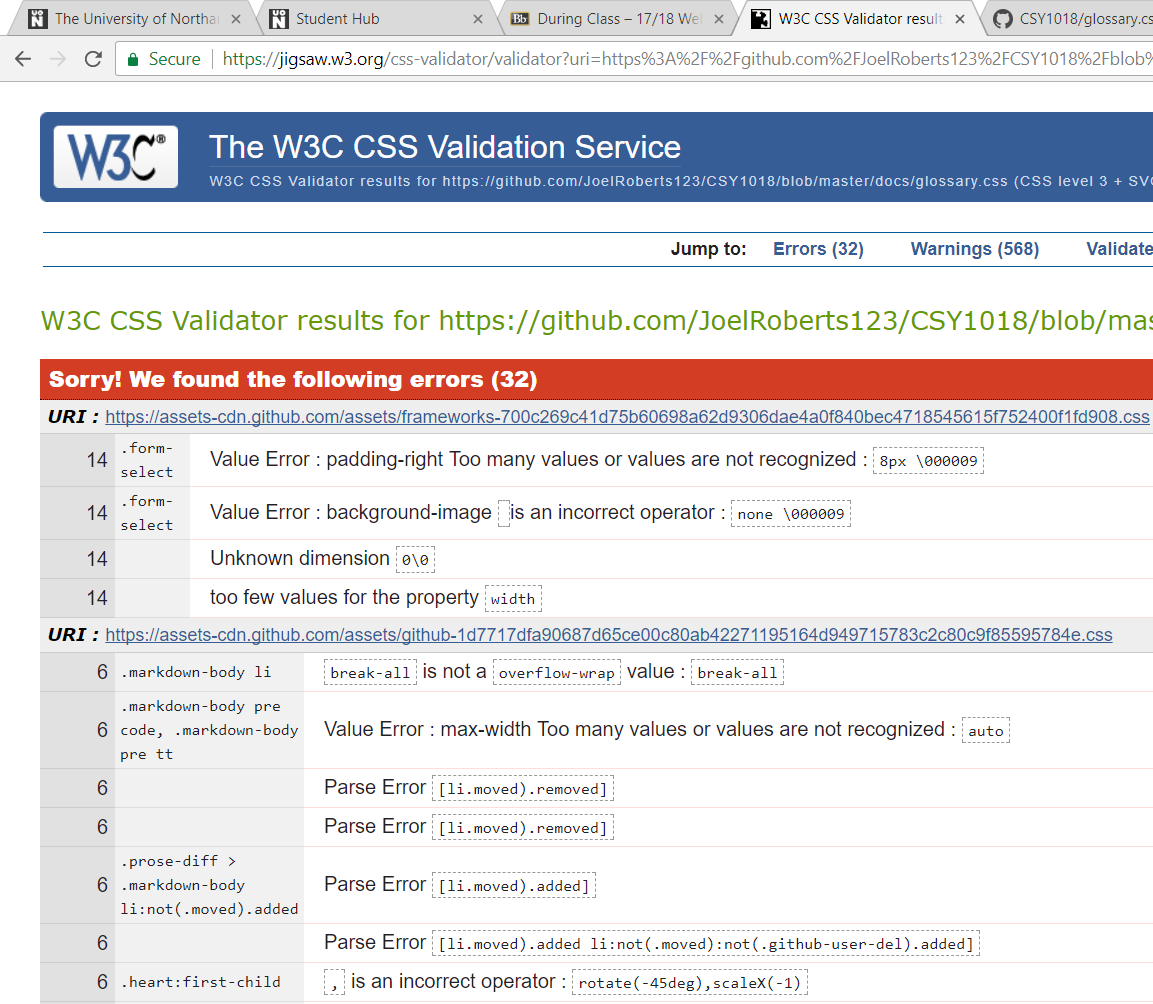 The University of Northa
Student Hub
During Class – 17/18 Wel
W3C CSS Validator result
CSY1018/glossary.cs
Secure https://jigsaw.w3.org/css-validator/validator?uri=https%3A%2F%2Fgithub.com%2FJoelRoberts123%2FCSY1018%2Fblob%
W3C® The W3C CSS Validation Service
W3C CSS Validator results for https://github.com/JoelRoberts123/CSY1018/blob/master/docs/glossary.css (CSS level 3 + SV
Jump to: Errors (32) Warnings (568) Validate
W3C CSS Validator results for https://github.com/JoelRoberts123/CSY1018/blob/mas
Sorry! We found the following errors (32)
URI : https://assets-cdn.github.com/assets/frameworks-700c269c41d75b60698a62d9306dae4a0f840bec4718545615f752400f1fd908.css
14 .form-
select Value Error : padding-right Too many values or values are not recognized : 8px \000009
14 .form-
select Value Error : background-image is an incorrect operator : none \000009
14 Unknown dimension 0\0
14 too few values for the property width
URI : https://assets-cdn.github.com/assets/github-1d7717dfa90687d65ce00c80ab42271195164d949715783c2c80c9f85595784e.css
6 .markdown-body li break-all is not a overflow-wrap value : break-all
.markdown-body pre
6 code, .markdown-body Value Error : max-width Too many values or values are not recognized : auto
pre tt
6 Parse Error [li.moved).removed]
6 Parse Error [li.moved).removed]
.prose-diff >
6 .markdown-body Parse Error [li.moved).added]
li:not(.moved).added
6 Parse Error [li.moved).added li:not(.moved):not(.github-user-del).added]
6 .heart:first-child , is an incorrect operator : rotate(-45deg),scaleX(-1)